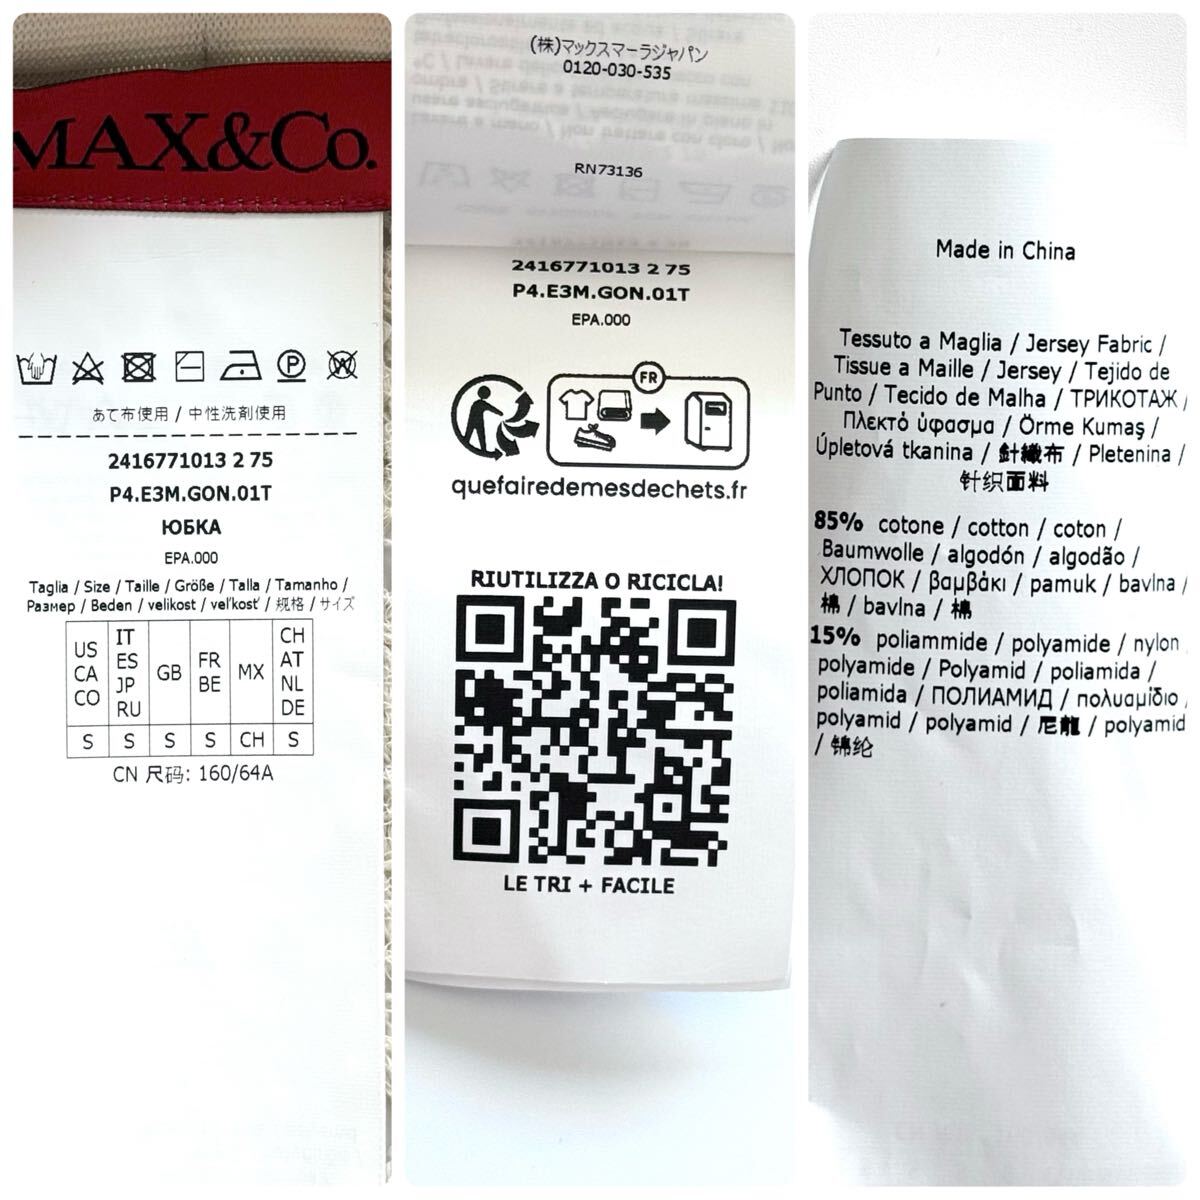 MAX&Co.
あて布使用 / 中性洗剤使用
2416771013 2 75
P4.E3M.GON.01T
ЮБКА
EPA.000
Taglia / Size / Taille / Größe / Talla / Tamanho /
Размер / Beden / velikost / veľkosť / 规格 / サイズ
US CA CO
IT ES JP RU
GB
FR BE
MX
CH AT NL DE
S S S S CH S
CN 尺码: 160/64A
(株)マックスマーラジャパン
0120-030-535
RN73136
2416771013 2 75
P4.E3M.GON.01T
EPA.000
FR
quefairedemesdechets.fr
RIUTILIZZA O RICICLA!
LE TRI + FACILE
Made in China
Tessuto a Maglia / Jersey Fabric /
Tissue a Maille / Jersey / Tejido de
Punto / Tecido de Malha / ТРИКОТАЖ /
Πλεκτό ύφασμα / Örme Kumaş /
Úpletová tkanina / 針織布 / Pletenina /
针织面料
85% cotone / cotton / coton /
Baumwolle / algodón / algodão /
ХЛОПОК / βαμβάκι / pamuk / bavlna /
棉 / bavlna / 棉
15% poliammide / polyamide / nylon
polyamide / Polyamid / poliamida /
poliamida / ПОЛИАМИД / πολυαμίδιο /
polyamid / polyamid / 尼龍 / polyamid
/ 锦纶